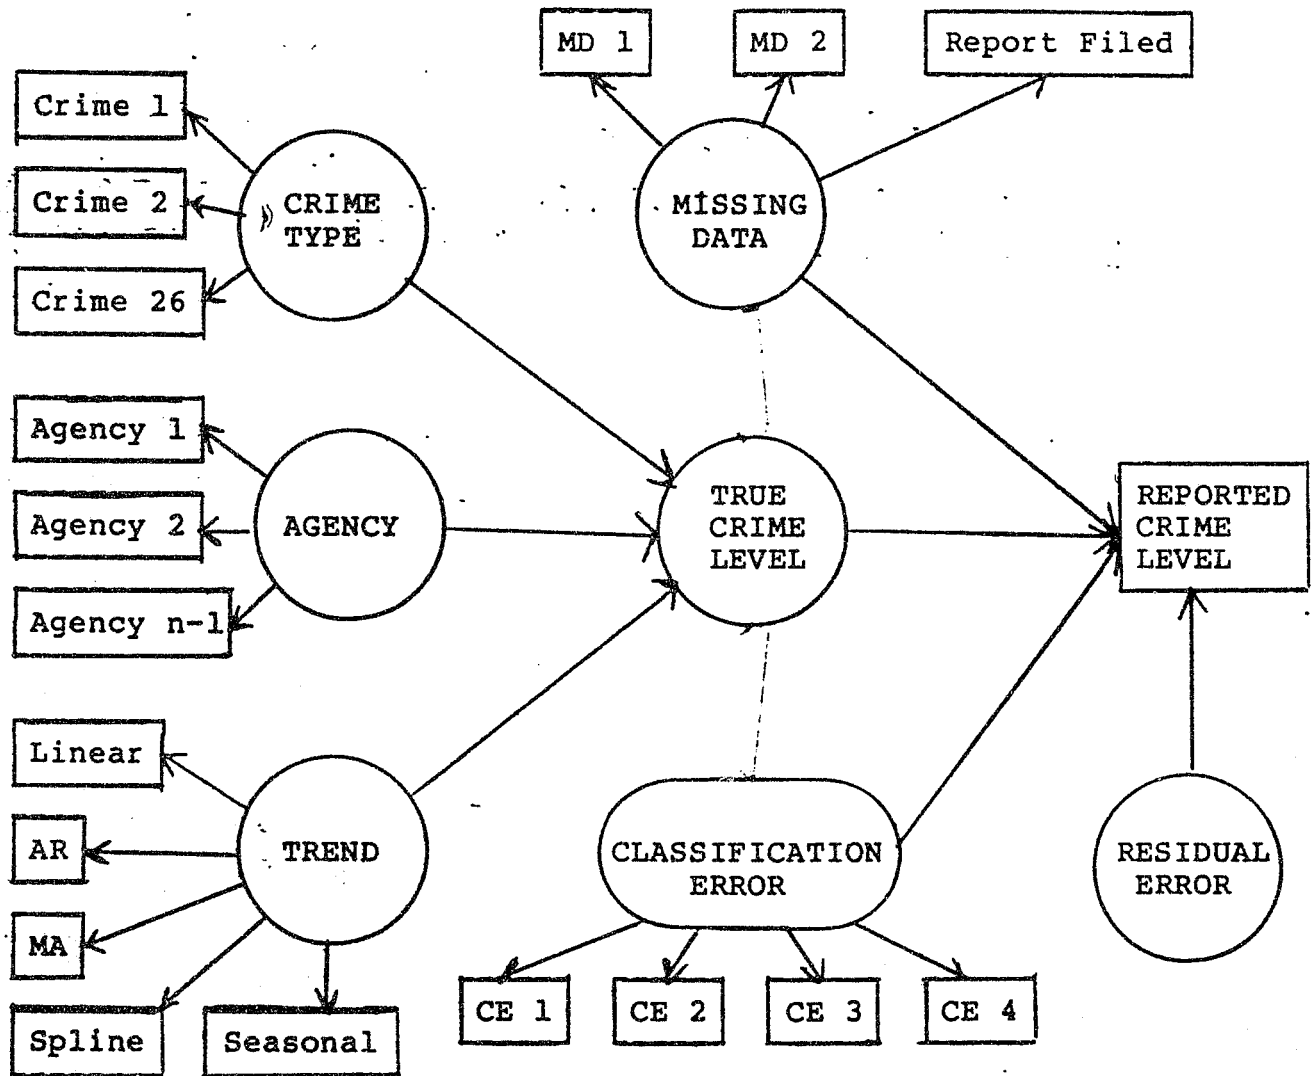 MD 1
MD 2
Report Filed
Crime 1
Crime 2
Crime 26
CRIME
TYPE
MISSING
DATA
Agency 1
Agency 2
Agency n-1
AGENCY
TRUE
CRIME
LEVEL
REPORTED
CRIME
LEVEL
Linear
AR
MA
Spline
Seasonal
TREND
CLASSIFICATION
ERROR
RESIDUAL
ERROR
CE 1
CE 2
CE 3
CE 4